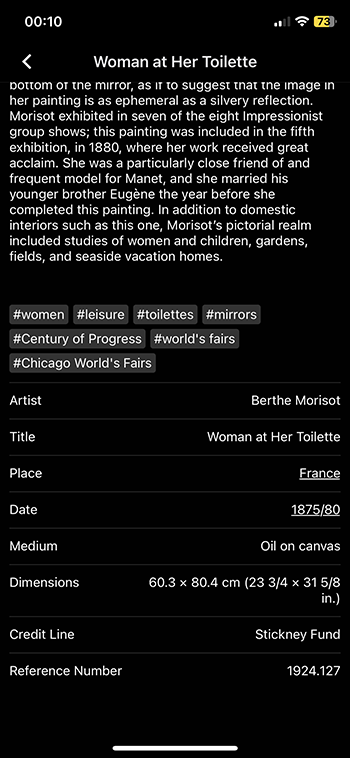 00:10
73
Woman at Her Toilette
bottom of the mirror, as if to suggest that the image in
her painting is as ephemeral as a silvery reflection.
Morisot exhibited in seven of the eight Impressionist
group shows; this painting was included in the fifth
exhibition, in 1880, where her work received great
acclaim. She was a particularly close friend of and
frequent model for Manet, and she married his
younger brother Eugène the year before she
completed this painting. In addition to domestic
interiors such as this one, Morisot’s pictorial realm
included studies of women and children, gardens,
fields, and seaside vacation homes.
#women #leisure #toilettes #mirrors
#Century of Progress #world's fairs
#Chicago World's Fairs
Artist Berthe Morisot
Title Woman at Her Toilette
Place France
Date 1875/80
Medium Oil on canvas
Dimensions 60.3 × 80.4 cm (23 3/4 × 31 5/8
in.)
Credit Line Stickney Fund
Reference Number 1924.127